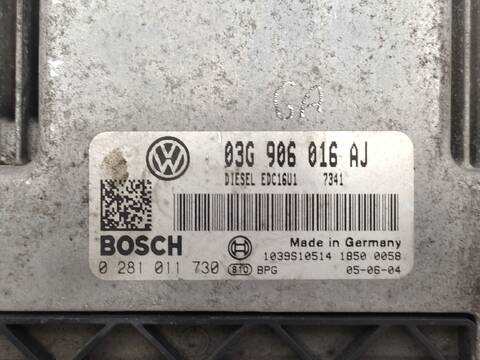 GA
03G 906 016 AJ
DIESEL EDC16U1 7341
BOSCH
Made in Germany
1039S10514 1850 0058
0 281 011 730 810 BPG 05-06-04